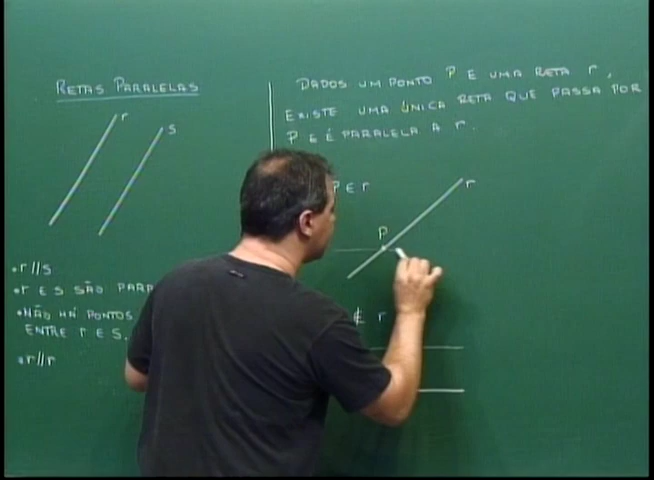 RETAS PARALELAS
r
s
• r//s
• r E s SÃO PAR
• NÃO HÁ PONTOS
ENTRE r E s.
• r//r
DADOS UM PONTO P E UMA RETA r,
EXISTE UMA ÚNICA RETA QUE PASSA POR
P E É PARALELA A r.
P ∈ r
r
P
∉ r